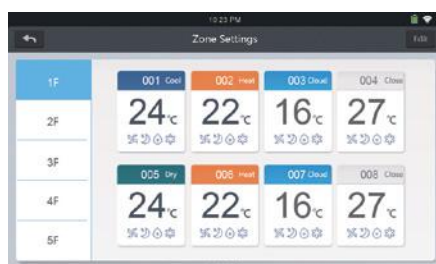 10:23 PM
Zone Settings
Edit
1F
2F
3F
4F
5F
001 Cool
002 Heat
003 Cloud
004 Close
24°C
22°C
16°C
27°C
005 Dry
006 Heat
007 Cloud
008 Close
24°C
22°C
16°C
27°C